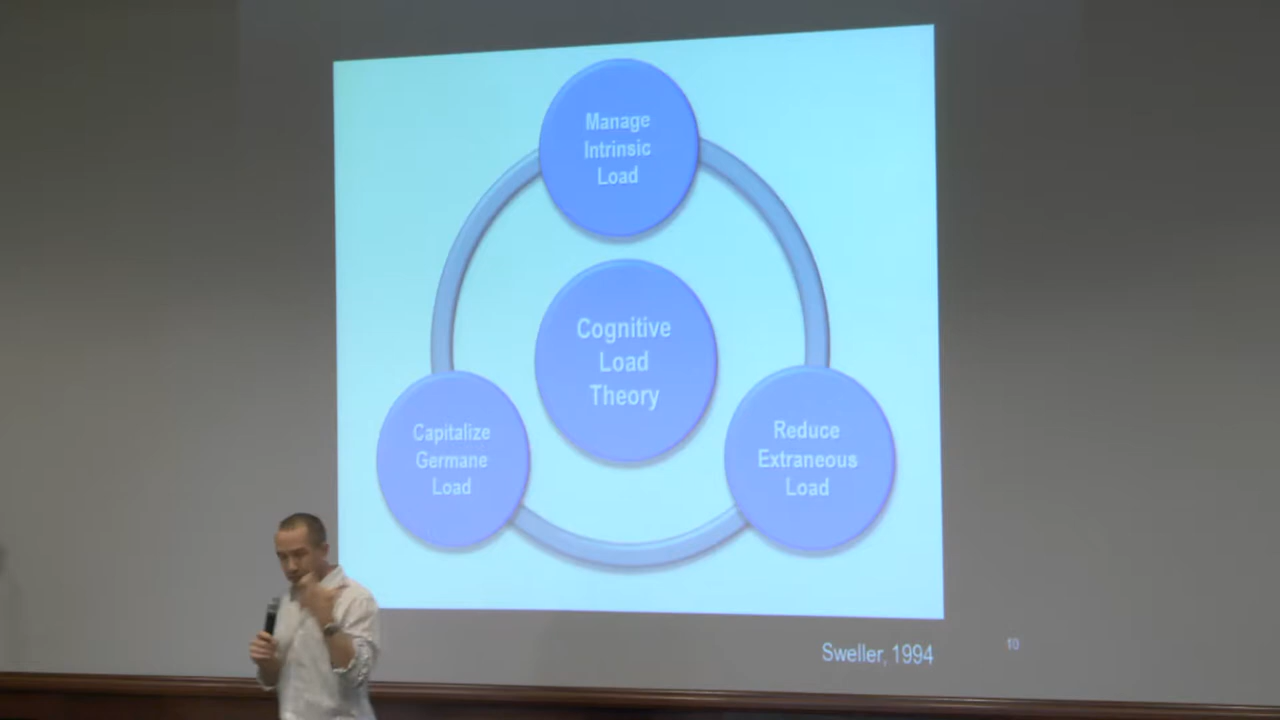 Manage
Intrinsic
Load
Cognitive
Load
Theory
Capitalize
Germane
Load
Reduce
Extraneous
Load
Sweller, 1994
10